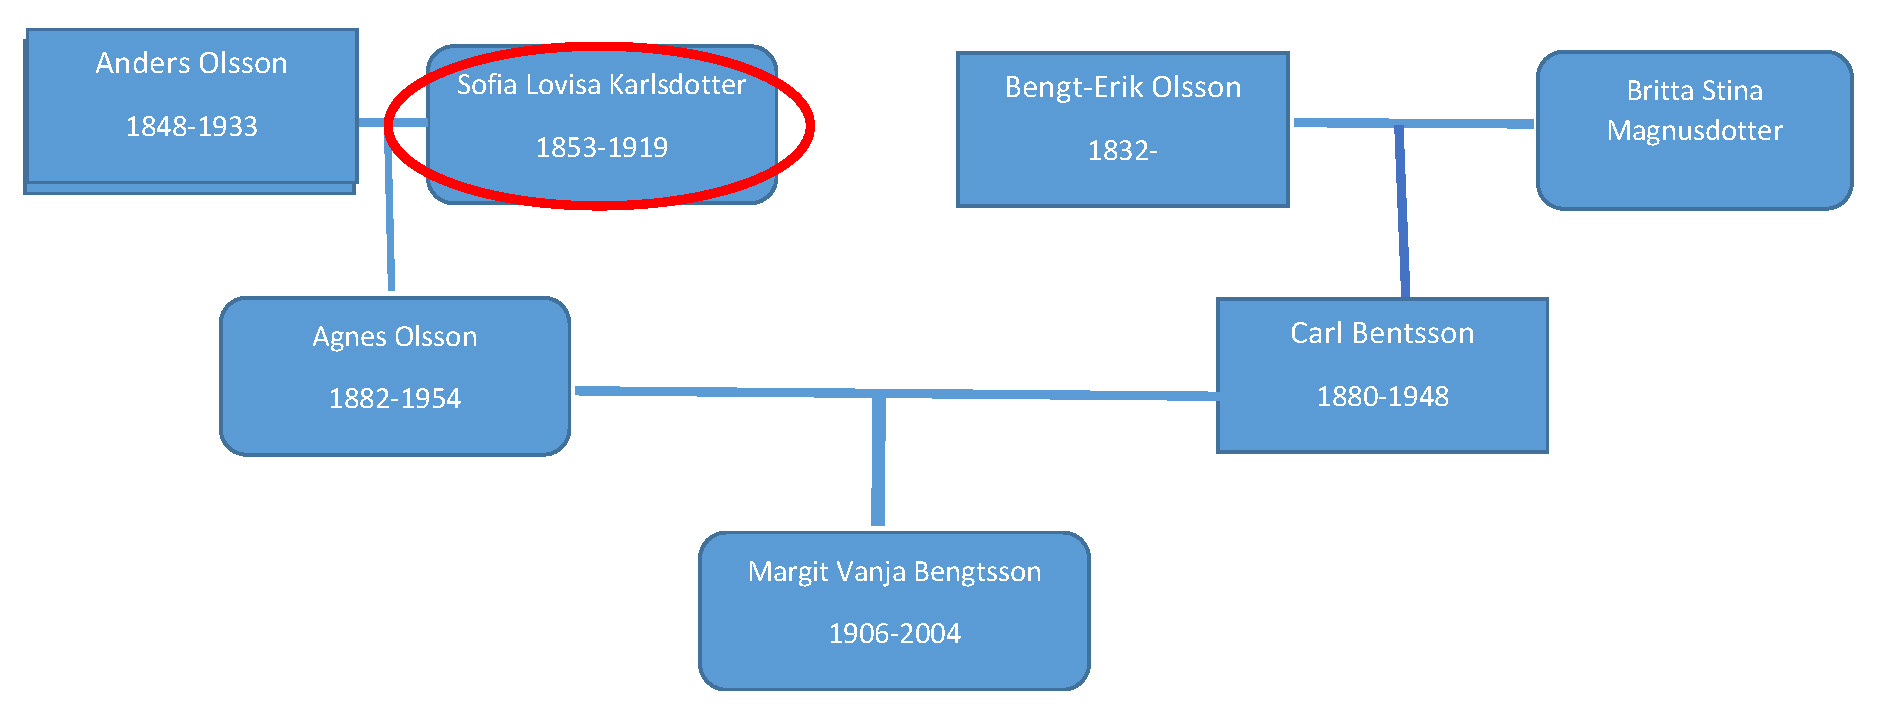 Anders Olsson
1848-1933
Sofia Lovisa Karlsdotter
1853-1919
Bengt-Erik Olsson
1832-
Britta Stina
Magnusdotter
Agnes Olsson
1882-1954
Carl Bentsson
1880-1948
Margit Vanja Bengtsson
1906-2004